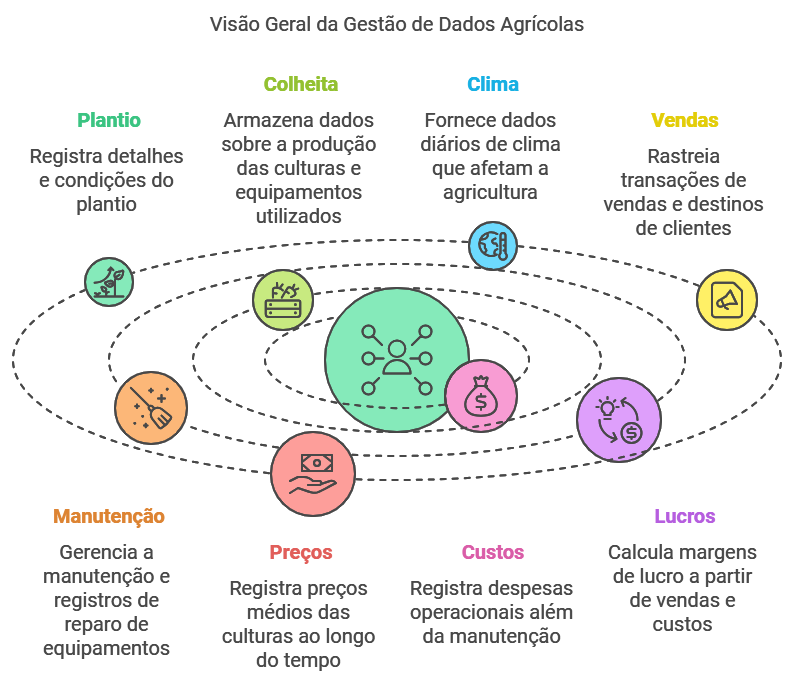 Visão Geral da Gestão de Dados Agrícolas
Plantio
Registra detalhes
e condições do
plantio
Colheita
Armazena dados
sobre a produção
das culturas e
equipamentos
utilizados
Clima
Fornece dados
diários de clima
que afetam a
agricultura
Vendas
Rastreia
transações de
vendas e destinos
de clientes
Manutenção
Gerencia a
manutenção e
registros de
reparo de
equipamentos
Preços
Registra preços
médios das
culturas ao longo
do tempo
Custos
Registra despesas
operacionais além
da manutenção
Lucros
Calcula margens
de lucro a partir
de vendas e
custos